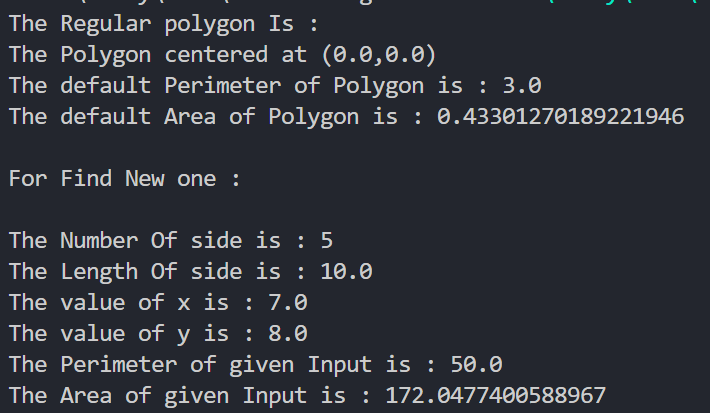 The Regular polygon Is :
The Polygon centered at (0.0,0.0)
The default Perimeter of Polygon is : 3.0
The default Area of Polygon is : 0.43301270189221946
For Find New one :
The Number Of side is : 5
The Length Of side is : 10.0
The value of x is : 7.0
The value of y is : 8.0
The Perimeter of given Input is : 50.0
The Area of given Input is : 172.0477400588967